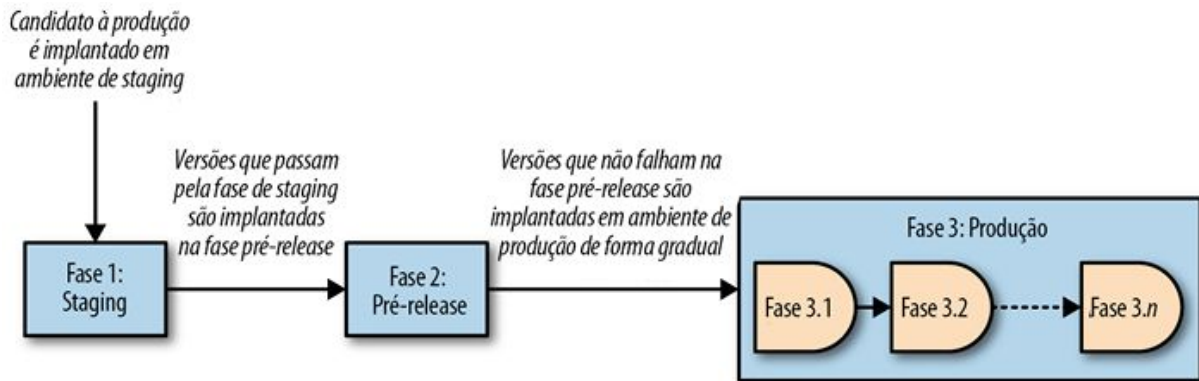 Candidato à produção
é implantado em
ambiente de staging
Versões que passam
pela fase de staging
são implantadas
na fase pré-release
Versões que não falham na
fase pré-release são
implantadas em ambiente de
produção de forma gradual
Fase 1:
Staging
Fase 2:
Pré-release
Fase 3: Produção
Fase 3.1
Fase 3.2
Fase 3.n